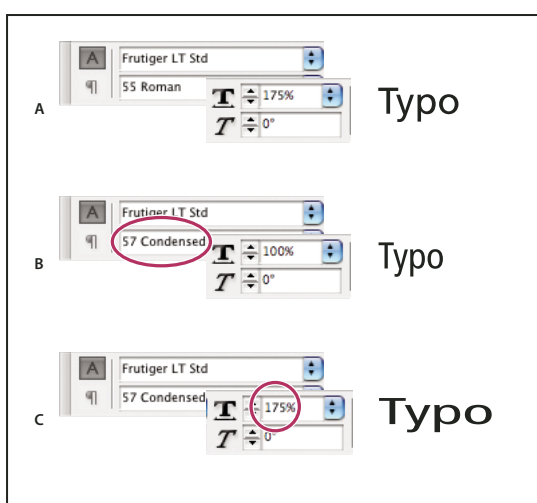 A
Frutiger LT Std
¶
55 Roman
T
175%
T
0°
Typo
A
A
Frutiger LT Std
¶
57 Condensed
T
100%
T
0°
Typo
B
A
Frutiger LT Std
¶
57 Condensed
T
175%
T
0°
Typo
C